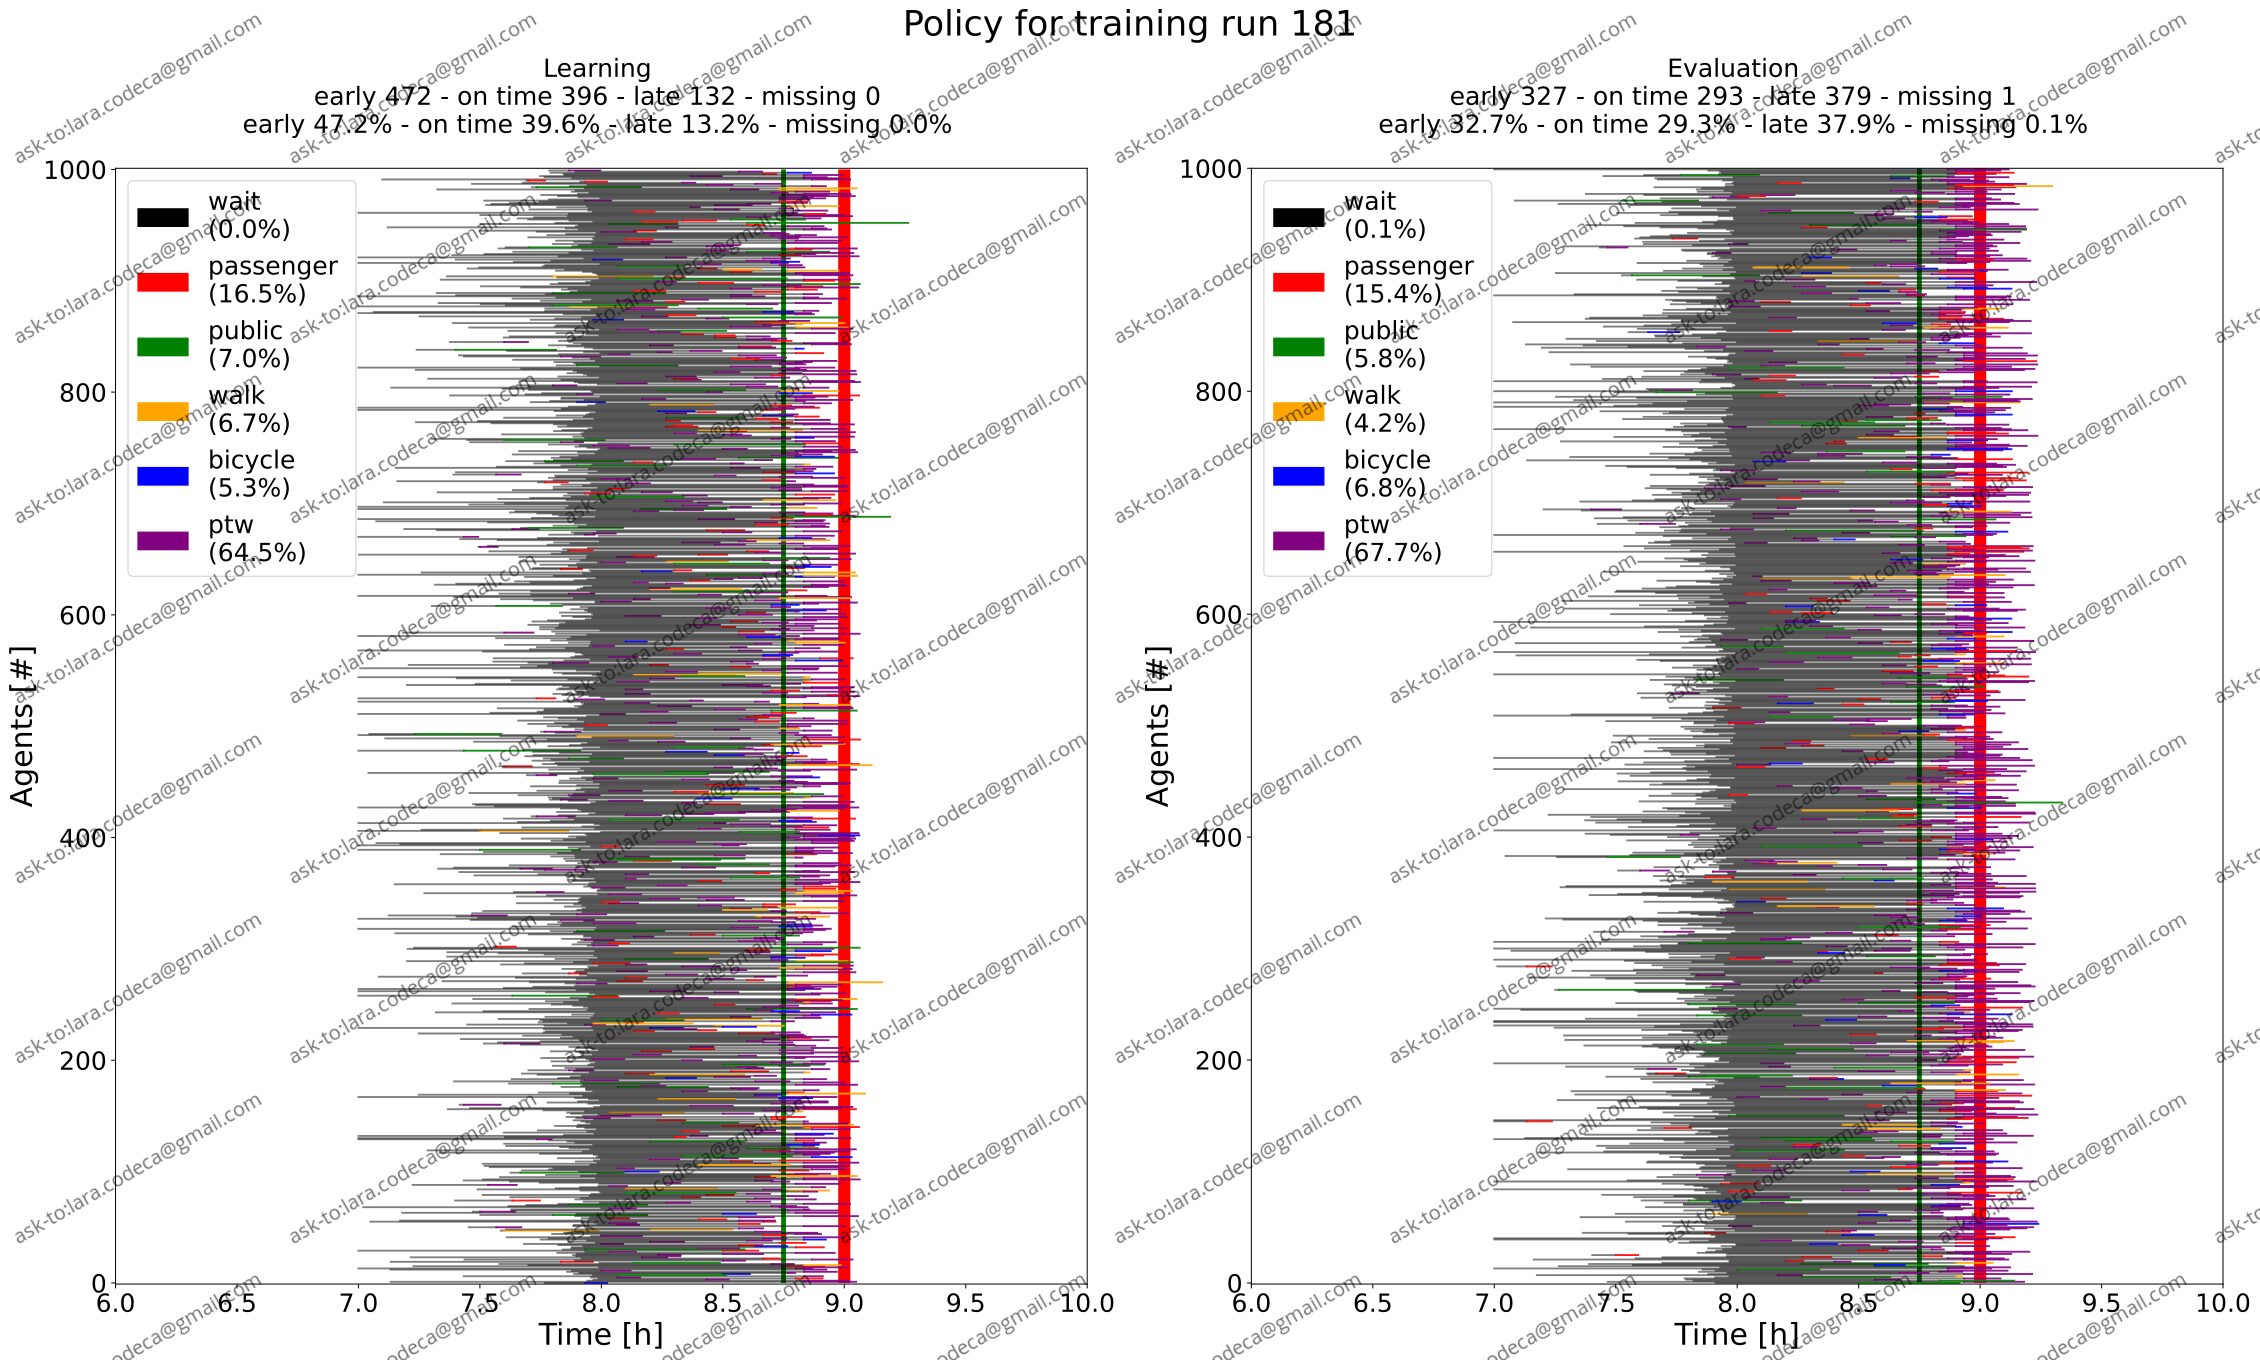 Policy for training run 181
Learning
early 472 - on time 396 - late 132 - missing 0
early 47.2% - on time 39.6% - late 13.2% - missing 0.0%
1000
800
600
400
200
0
Agents [#]
wait
(0.0%)
passenger
(16.5%)
public
(7.0%)
walk
(6.7%)
bicycle
(5.3%)
ptw
(64.5%)
6.0 6.5 7.0 7.5 8.0 8.5 9.0 9.5 10.0
Time [h]
Evaluation
early 327 - on time 293 - late 379 - missing 1
early 32.7% - on time 29.3% - late 37.9% - missing 0.1%
1000
800
600
400
200
0
Agents [#]
wait
(0.1%)
passenger
(15.4%)
public
(5.8%)
walk
(4.2%)
bicycle
(6.8%)
ptw
(67.7%)
6.0 6.5 7.0 7.5 8.0 8.5 9.0 9.5 10.0
Time [h]
ask-to:lara.codeca@gmail.com